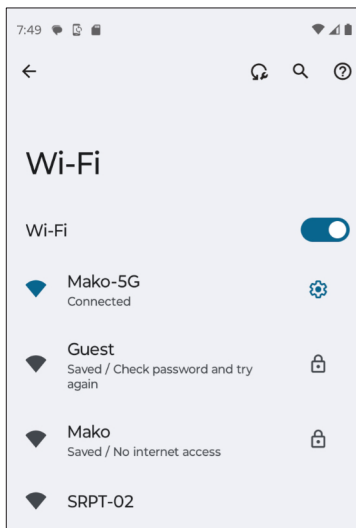 7:49
Wi-Fi
Wi-Fi
Mako-5G
Connected
Guest
Saved / Check password and try
again
Mako
Saved / No internet access
SRPT-02